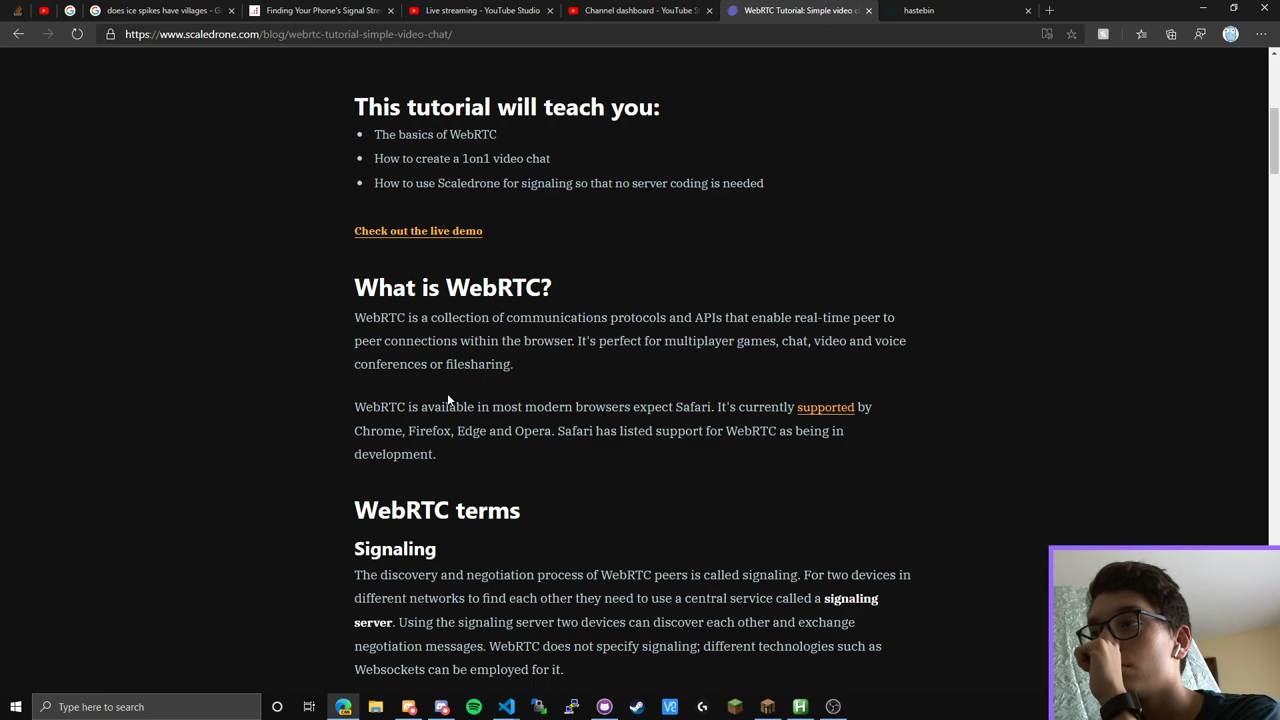 does ice spikes have villages - G
Finding Your Phone's Signal Stre
Live streaming - YouTube Studio
Channel dashboard - YouTube S
WebRTC Tutorial: Simple video c
hastebin
https://www.scaledrone.com/blog/webrtc-tutorial-simple-video-chat/
This tutorial will teach you:
The basics of WebRTC
How to create a 1on1 video chat
How to use Scaledrone for signaling so that no server coding is needed
Check out the live demo
What is WebRTC?
WebRTC is a collection of communications protocols and APIs that enable real-time peer to
peer connections within the browser. It's perfect for multiplayer games, chat, video and voice
conferences or filesharing.
WebRTC is available in most modern browsers expect Safari. It's currently supported by
Chrome, Firefox, Edge and Opera. Safari has listed support for WebRTC as being in
development.
WebRTC terms
Signaling
The discovery and negotiation process of WebRTC peers is called signaling. For two devices in
different networks to find each other they need to use a central service called a signaling
server. Using the signaling server two devices can discover each other and exchange
negotiation messages. WebRTC does not specify signaling; different technologies such as
Websockets can be employed for it.
Type here to search